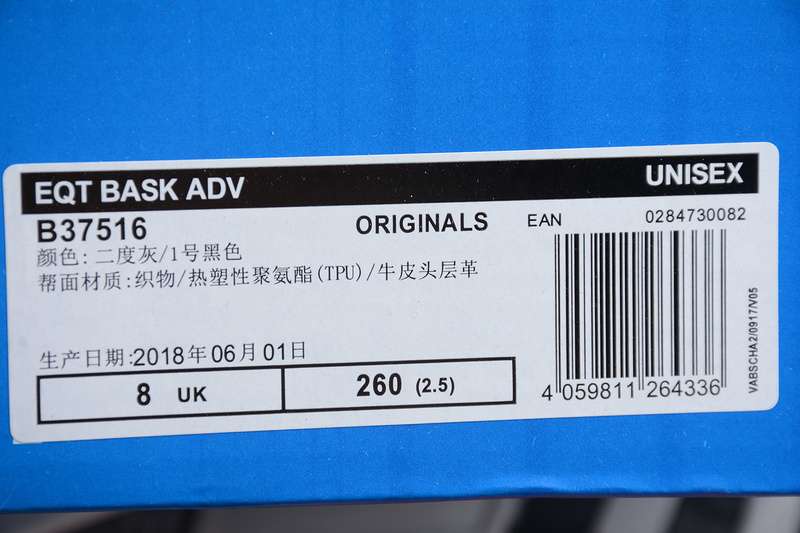 EQT BASK ADV
UNISEX
B37516
ORIGINALS
EAN
0284730082
颜色: 二度灰/1号黑色
帮面材质:织物/热塑性聚氨酯(TPU)/牛皮头层革
生产日期:2018年06月01日
8 UK
260 (2.5)
4 059811 264336
VABSCHA2/0917/V05